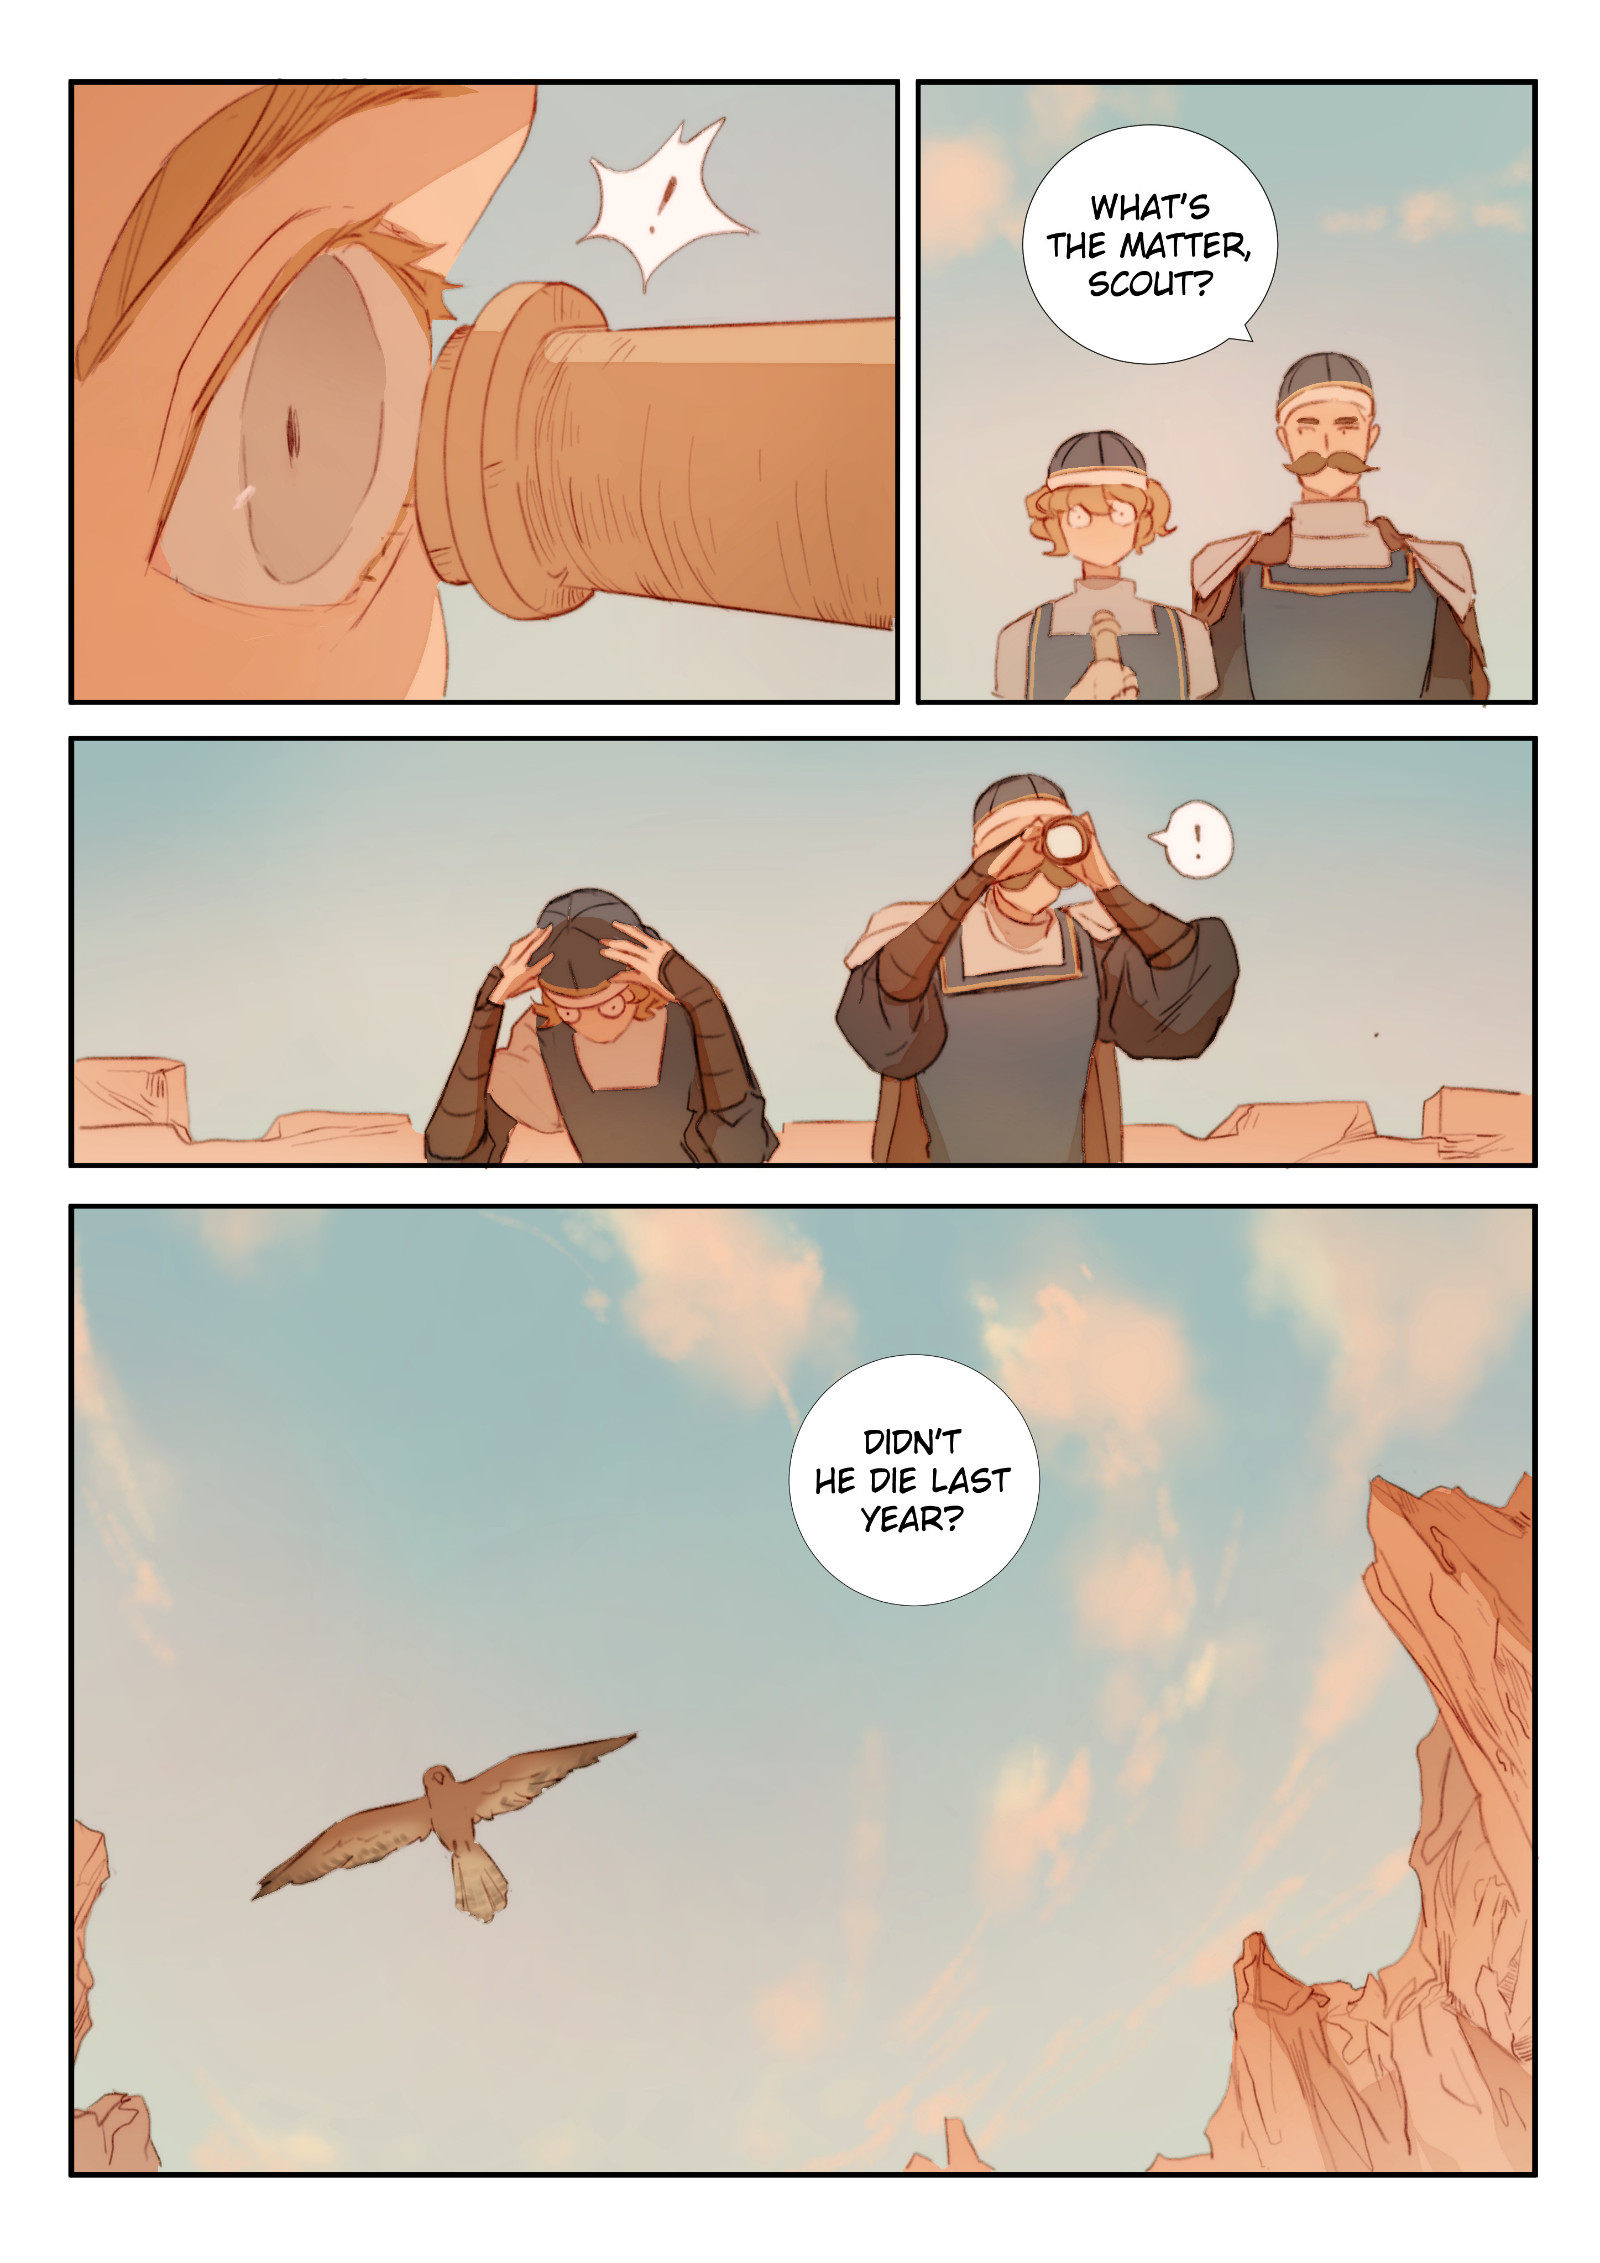 !
WHAT'S
THE MATTER,
SCOUT?
!
DIDN'T
HE DIE LAST
YEAR?